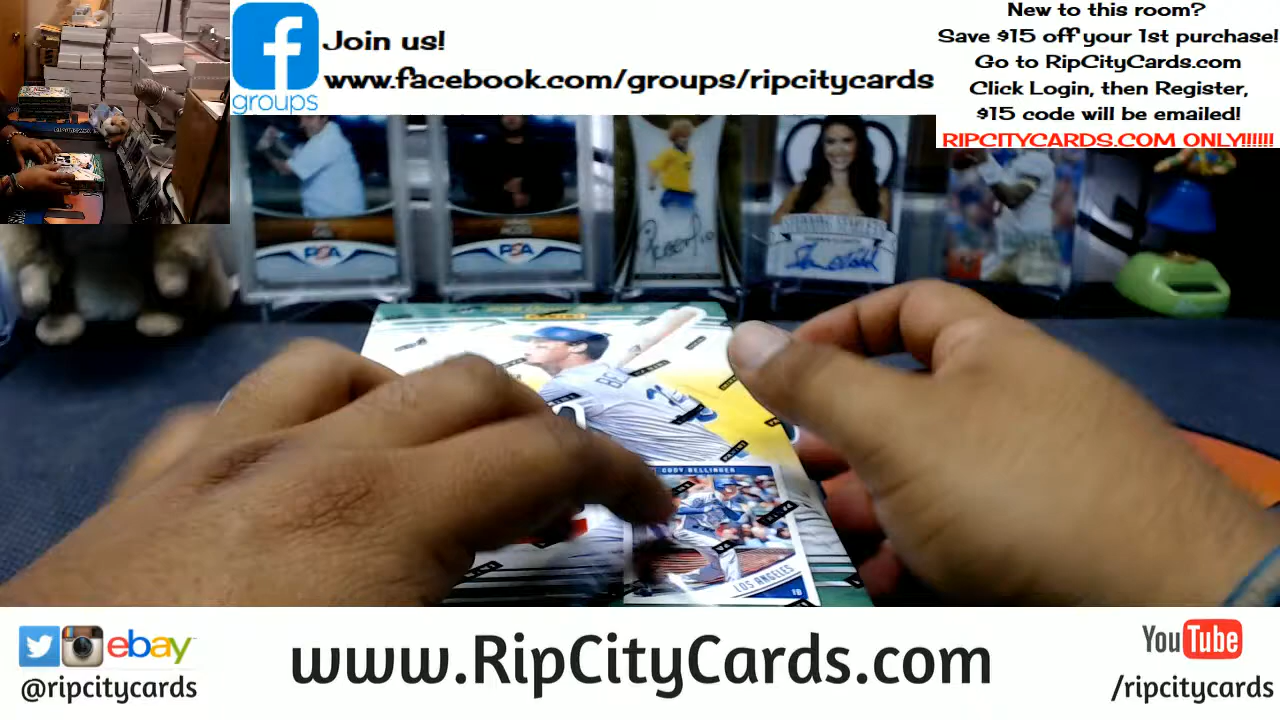 Join us!
www.facebook.com/groups/ripcitycards
groups
New to this room?
Save $15 off your 1st purchase!
Go to RipCityCards.com
Click Login, then Register,
$15 code will be emailed!
RIPCITYCARDS.COM ONLY!!!!!!
PSA
PSA
CODY BELLINGER
LOS ANGELES
ebay
@ripcitycards
www.RipCityCards.com
YouTube
/ripcitycards